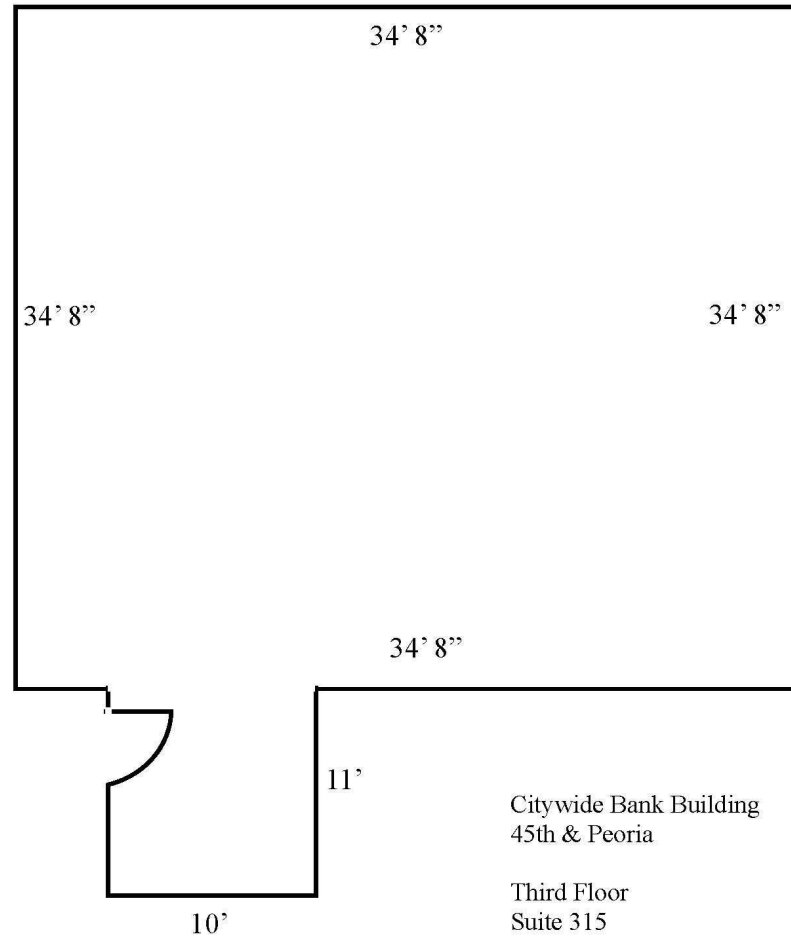 34’ 8”
34’ 8”
34’ 8”
34’ 8”
11’
10’
Citywide Bank Building
45th & Peoria
Third Floor
Suite 315